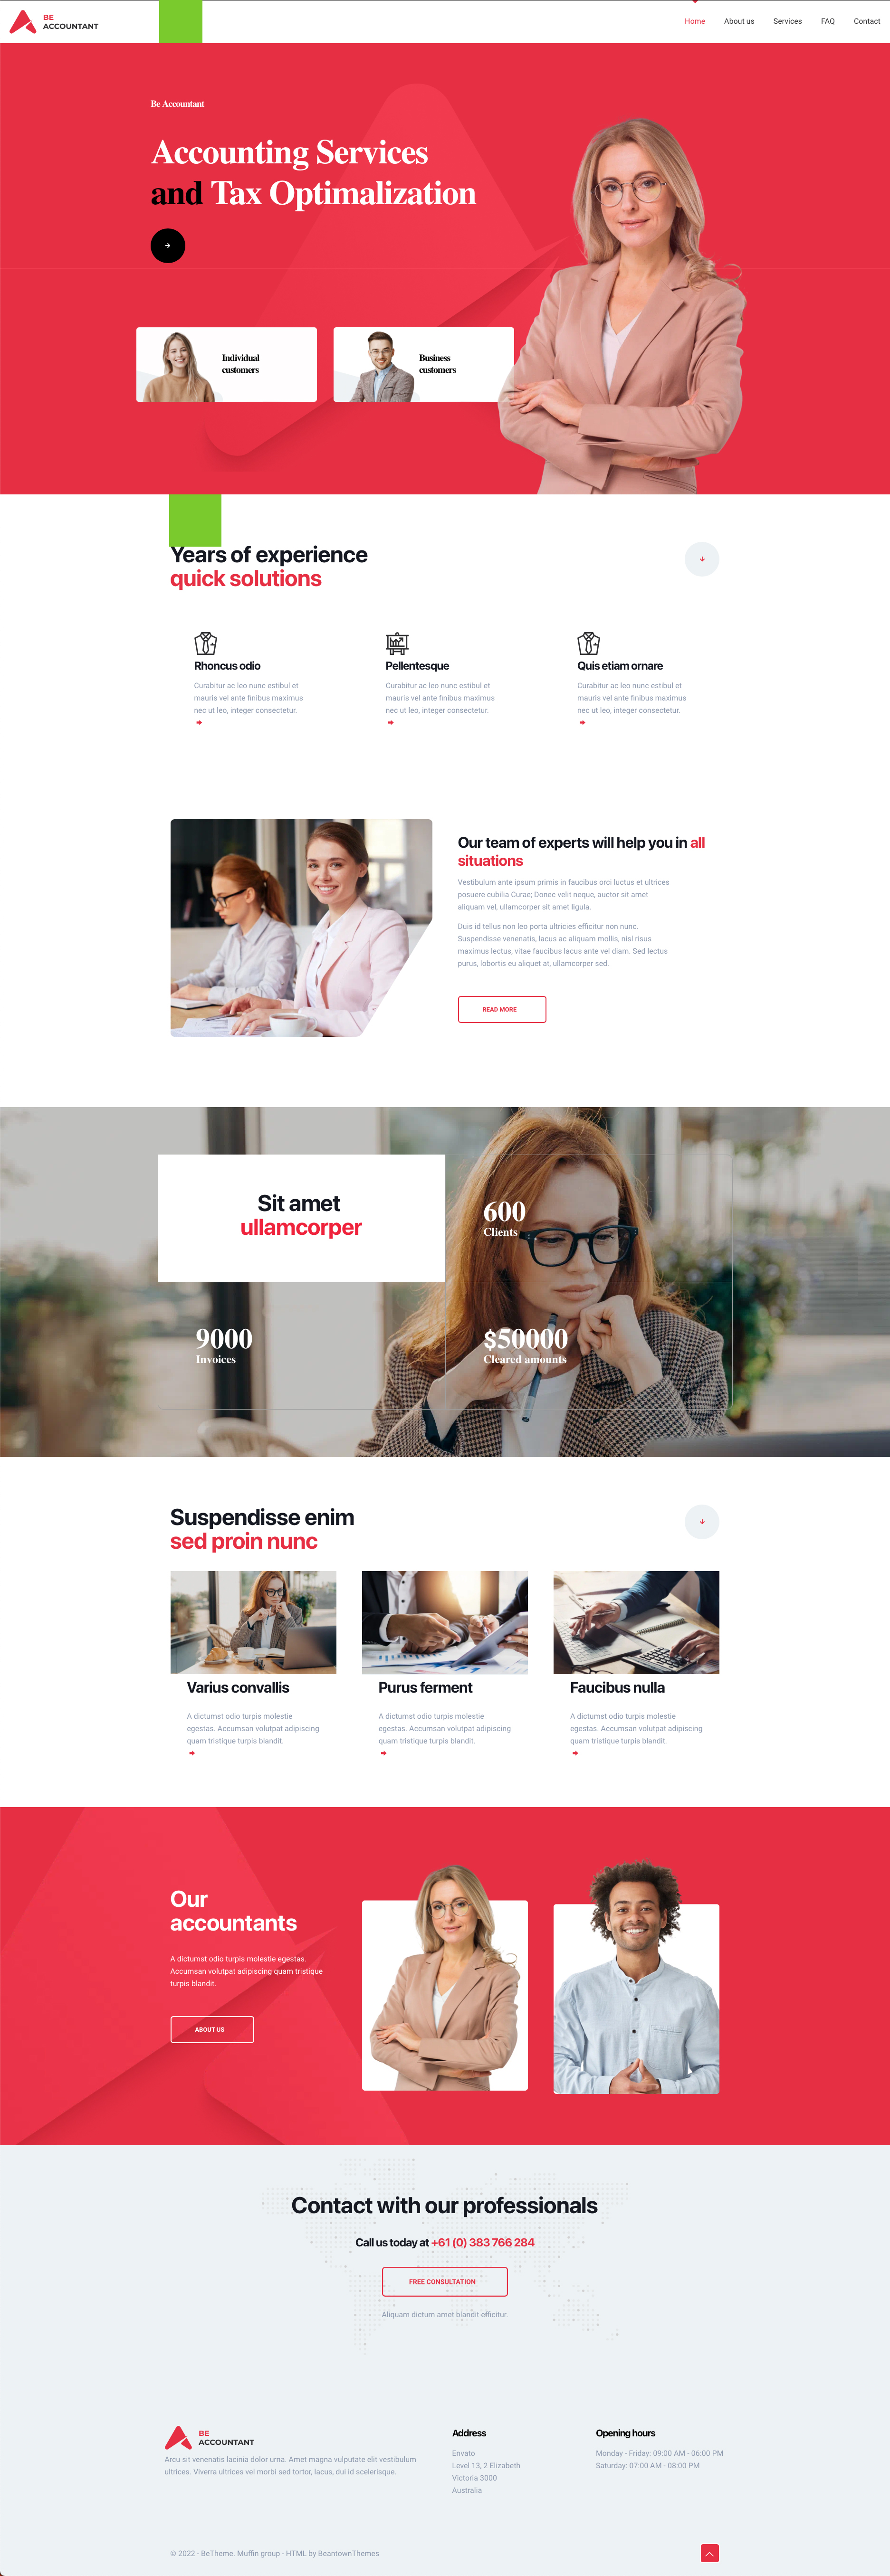 BE
ACCOUNTANT
Home
About us
Services
FAQ
Contact
Be Accountant
Accounting Services
and Tax Optimalization
Individual
customers
Business
customers
Years of experience
quick solutions
Rhoncus odio
Curabitur ac leo nunc estibul et
mauris vel ante finibus maximus
nec ut leo, integer consectetur.
Pellentesque
Curabitur ac leo nunc estibul et
mauris vel ante finibus maximus
nec ut leo, integer consectetur.
Quis etiam ornare
Curabitur ac leo nunc estibul et
mauris vel ante finibus maximus
nec ut leo, integer consectetur.
Our team of experts will help you in all
situations
Vestibulum ante ipsum primis in faucibus orci luctus et ultrices
posuere cubilia Curae; Donec velit neque, auctor sit amet
aliquam vel, ullamcorper sit amet ligula.
Duis id tellus non leo porta ultricies efficitur non nunc.
Suspendisse venenatis, lacus ac aliquam mollis, nisl risus
maximus lectus, vitae faucibus lacus ante vel diam. Sed lectus
purus, lobortis eu aliquet at, ullamcorper sed.
READ MORE
Sit amet
ullamcorper
600
Clients
9000
Invoices
$50000
Cleared amounts
Suspendisse enim
sed proin nunc
Varius convallis
A dictumst odio turpis molestie
egestas. Accumsan volutpat adipiscing
quam tristique turpis blandit.
Purus ferment
A dictumst odio turpis molestie
egestas. Accumsan volutpat adipiscing
quam tristique turpis blandit.
Faucibus nulla
A dictumst odio turpis molestie
egestas. Accumsan volutpat adipiscing
quam tristique turpis blandit.
Our
accountants
A dictumst odio turpis molestie egestas.
Accumsan volutpat adipiscing quam tristique
turpis blandit.
ABOUT US
Contact with our professionals
Call us today at +61 (0) 383 766 284
FREE CONSULTATION
Aliquam dictum amet blandit efficitur.
BE
ACCOUNTANT
Arcu sit venenatis lacinia dolor urna. Amet magna vulputate elit vestibulum
ultrices. Viverra ultrices vel morbi sed tortor, lacus, dui id scelerisque.
Address
Envato
Level 13, 2 Elizabeth
Victoria 3000
Australia
Opening hours
Monday - Friday: 09:00 AM - 06:00 PM
Saturday: 07:00 AM - 08:00 PM
© 2022 - BeTheme. Muffin group - HTML by BeantownThemes